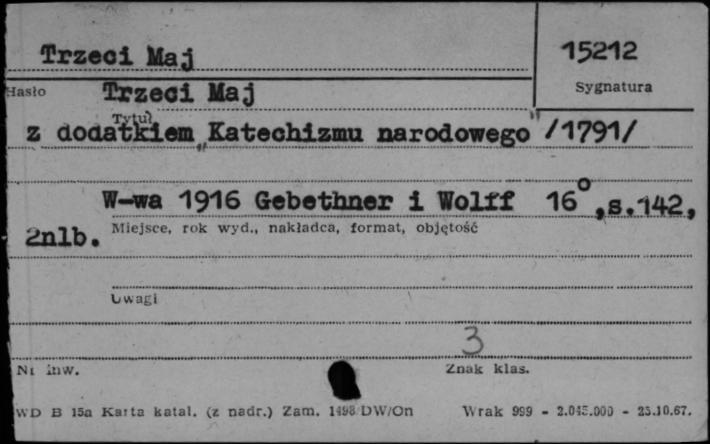 Trzeci Maj
15212
Hasło
Sygnatura
Trzeci Maj
Tytuł
z dodatkiem „Katechizmu narodowego" /1791/
W-wa 1916 Gebethner i Wolff 16°, s.142,
2nlb.
Miejsce, rok wyd., nakładca, format, objętość
Uwagi
3
Nr inw.
Znak klas.
WD B 15a Karta katal. (z nadr.) Zam. 1498/DW/On
Wrak 999 - 2.045.000 - 23.10.67.